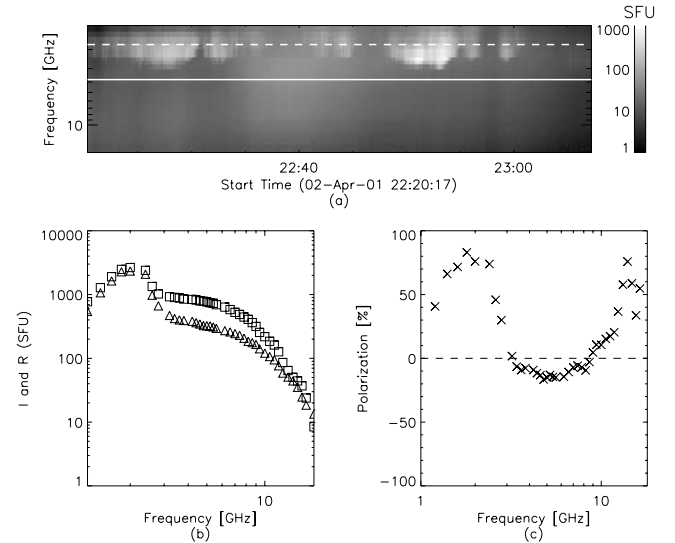 SFU
1000
100
10
1
Frequency [GHz]
10
22:40
23:00
Start Time (02-Apr-01 22:20:17)
(a)
10000
1000
100
10
1
I and R (SFU)
10
Frequency [GHz]
(b)
100
50
0
-50
-100
Polarization [%]
1
10
Frequency [GHz]
(c)